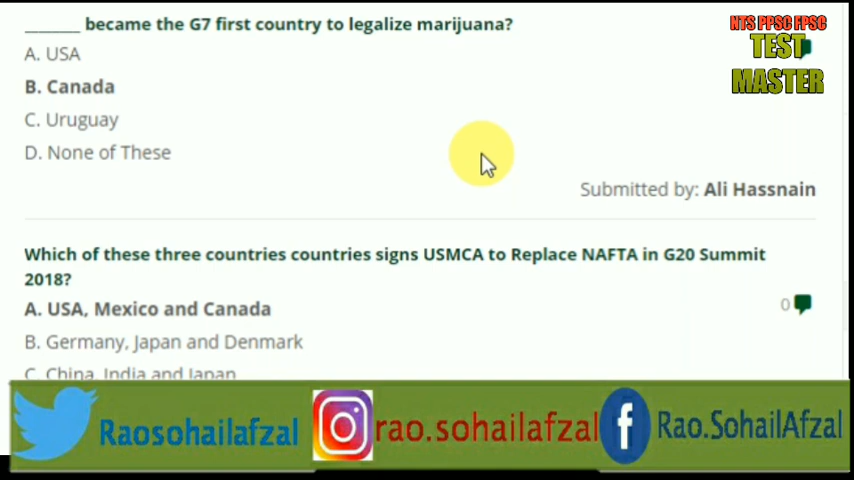 ________ became the G7 first country to legalize marijuana?
NTS PPSC FPSC
TEST
MASTER
A. USA
B. Canada
C. Uruguay
D. None of These
Submitted by: Ali Hassnain
Which of these three countries countries signs USMCA to Replace NAFTA in G20 Summit
2018?
A. USA, Mexico and Canada
0
B. Germany, Japan and Denmark
C. China, India and Japan
Raosohailafzal
rao.sohailafzal
Rao.SohailAfzal